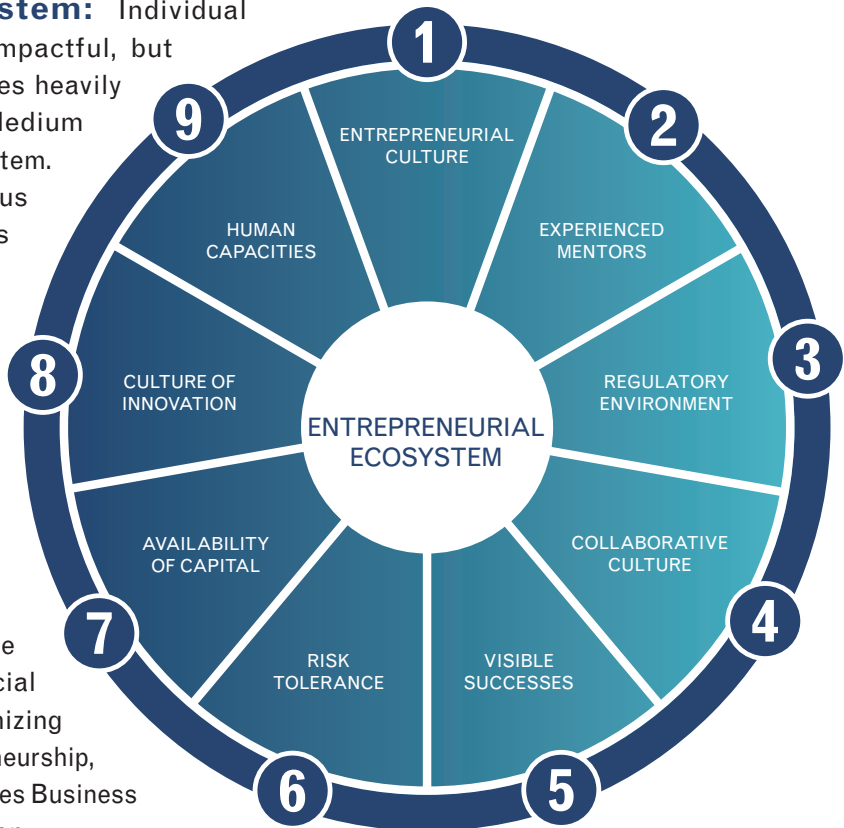 stem: Individual
mpactful, but
es heavily
Medium
tem.
us
s
e
cial
nizing
neurship,
es Business
1
ENTREPRENEURIAL
CULTURE
2
EXPERIENCED
MENTORS
3
REGULATORY
ENVIRONMENT
4
COLLABORATIVE
CULTURE
5
VISIBLE
SUCCESSES
6
RISK
TOLERANCE
7
AVAILABILITY
OF CAPITAL
8
CULTURE OF
INNOVATION
9
HUMAN
CAPACITIES
ENTREPRENEURIAL
ECOSYSTEM